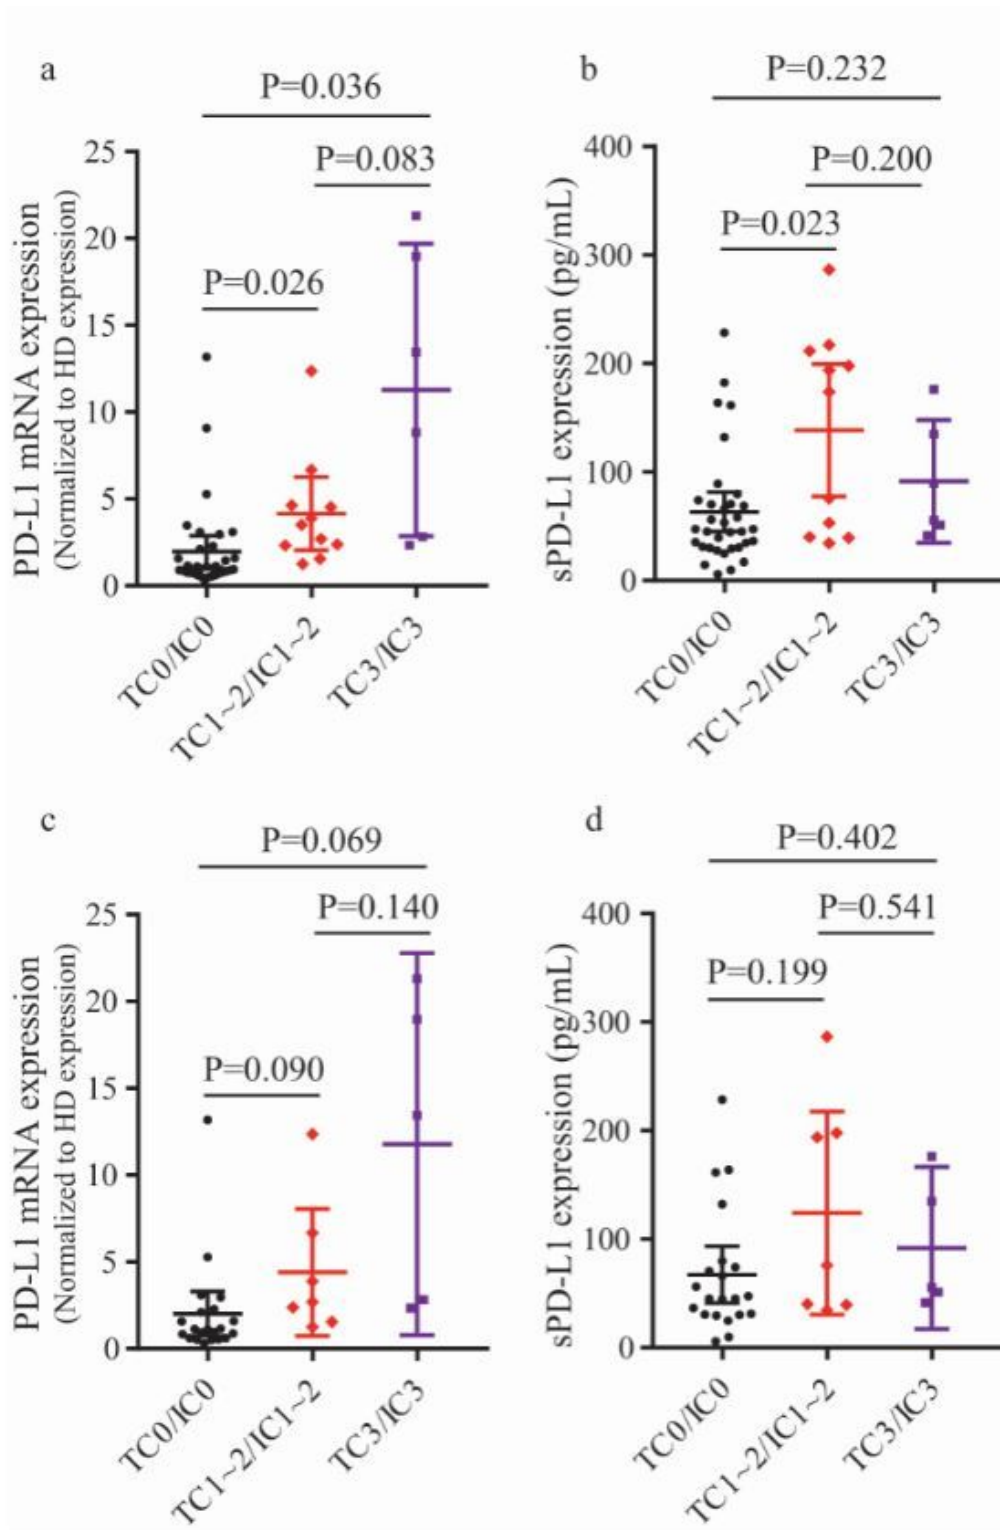 a
P=0.036
P=0.083
P=0.026
PD-L1 mRNA expression
(Normalized to HD expression)
25
20
15
10
5
0
TC0/IC0
TC1~2/IC1~2
TC3/IC3
b
P=0.232
P=0.200
P=0.023
sPD-L1 expression (pg/mL)
400
300
200
100
0
TC0/IC0
TC1~2/IC1~2
TC3/IC3
c
P=0.069
P=0.140
P=0.090
PD-L1 mRNA expression
(Normalized to HD expression)
25
20
15
10
5
0
TC0/IC0
TC1~2/IC1~2
TC3/IC3
d
P=0.402
P=0.541
P=0.199
sPD-L1 expression (pg/mL)
400
300
200
100
0
TC0/IC0
TC1~2/IC1~2
TC3/IC3